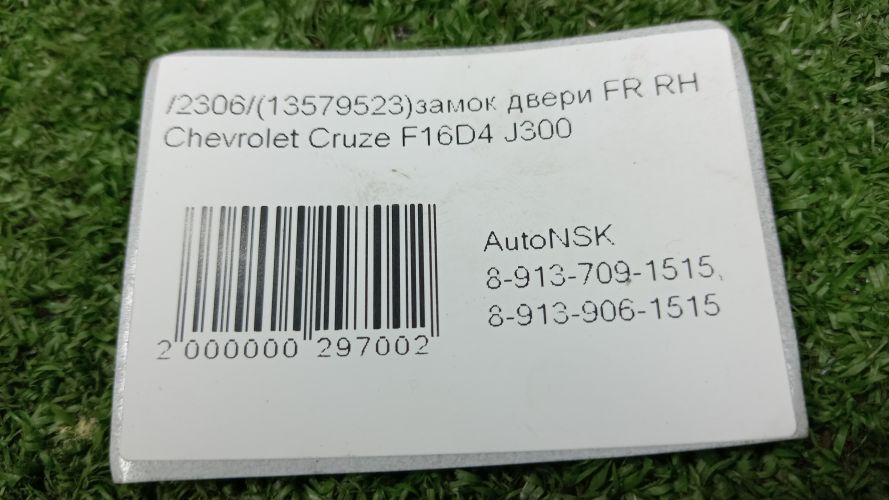 /2306/(13579523)замок двери FR RH
Chevrolet Cruze F16D4 J300
AutoNSK
8-913-709-1515,
8-913-906-1515
2 000000 297002